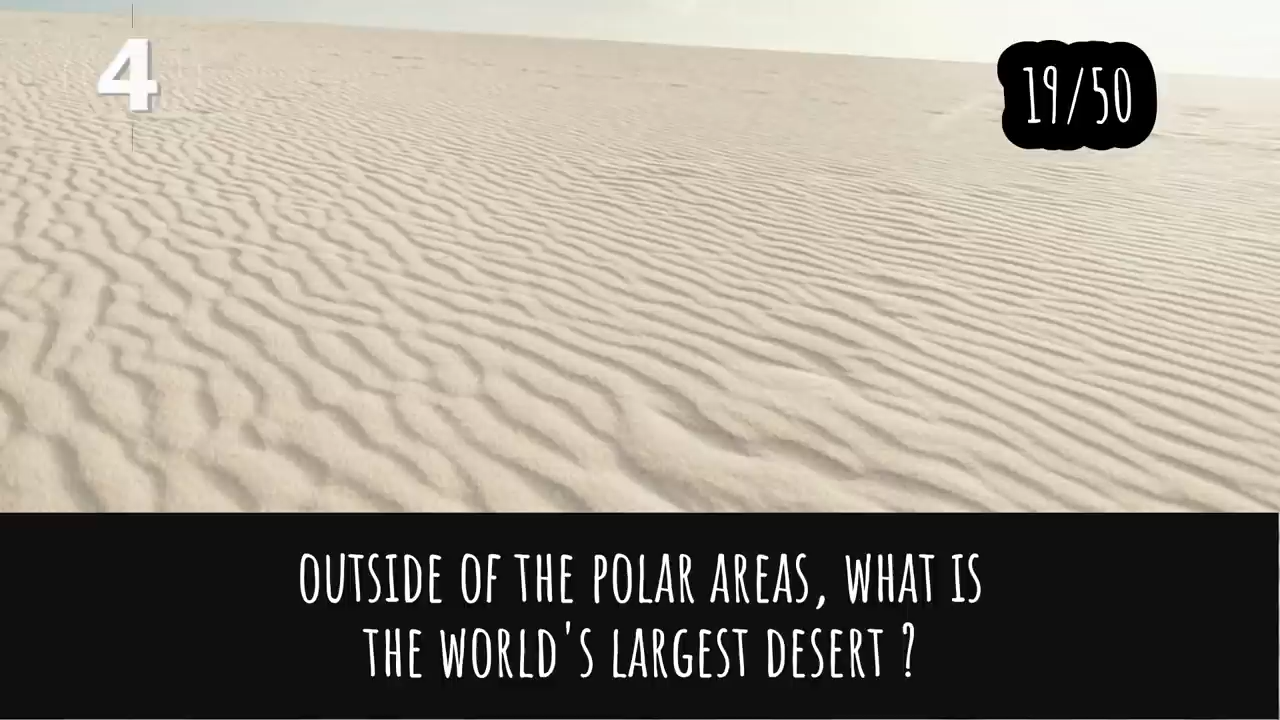 4
19/50
OUTSIDE OF THE POLAR AREAS, WHAT IS
THE WORLD'S LARGEST DESERT ?